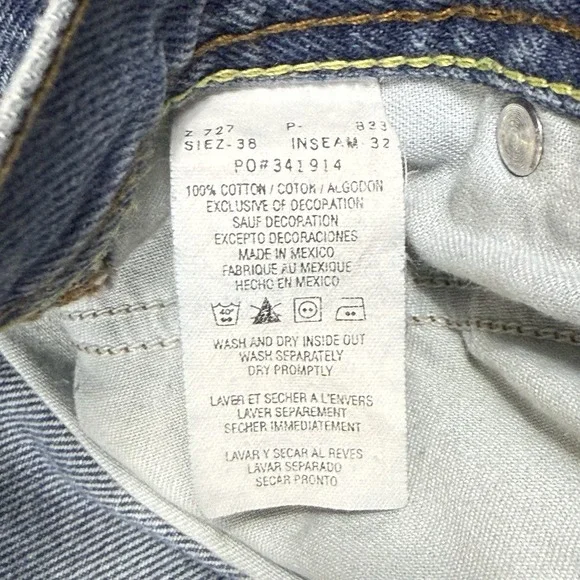 Z 727 P- 833
SIEZ-38 INSEAM-32
PO#341914
100% COTTON / COTON / ALGODON
EXCLUSIVE OF DECORATION
SAUF DECORATION
EXCEPTO DECORACIONES
MADE IN MEXICO
FABRIQUE AU MEXIQUE
HECHO EN MEXICO
40°
WASH AND DRY INSIDE OUT
WASH SEPARATELY
DRY PROMPTLY
LAVER ET SECHER A L'ENVERS
LAVER SEPAREMENT
SECHER IMMEDIATEMENT
LAVAR Y SECAR AL REVES
LAVAR SEPARADO
SECAR PRONTO